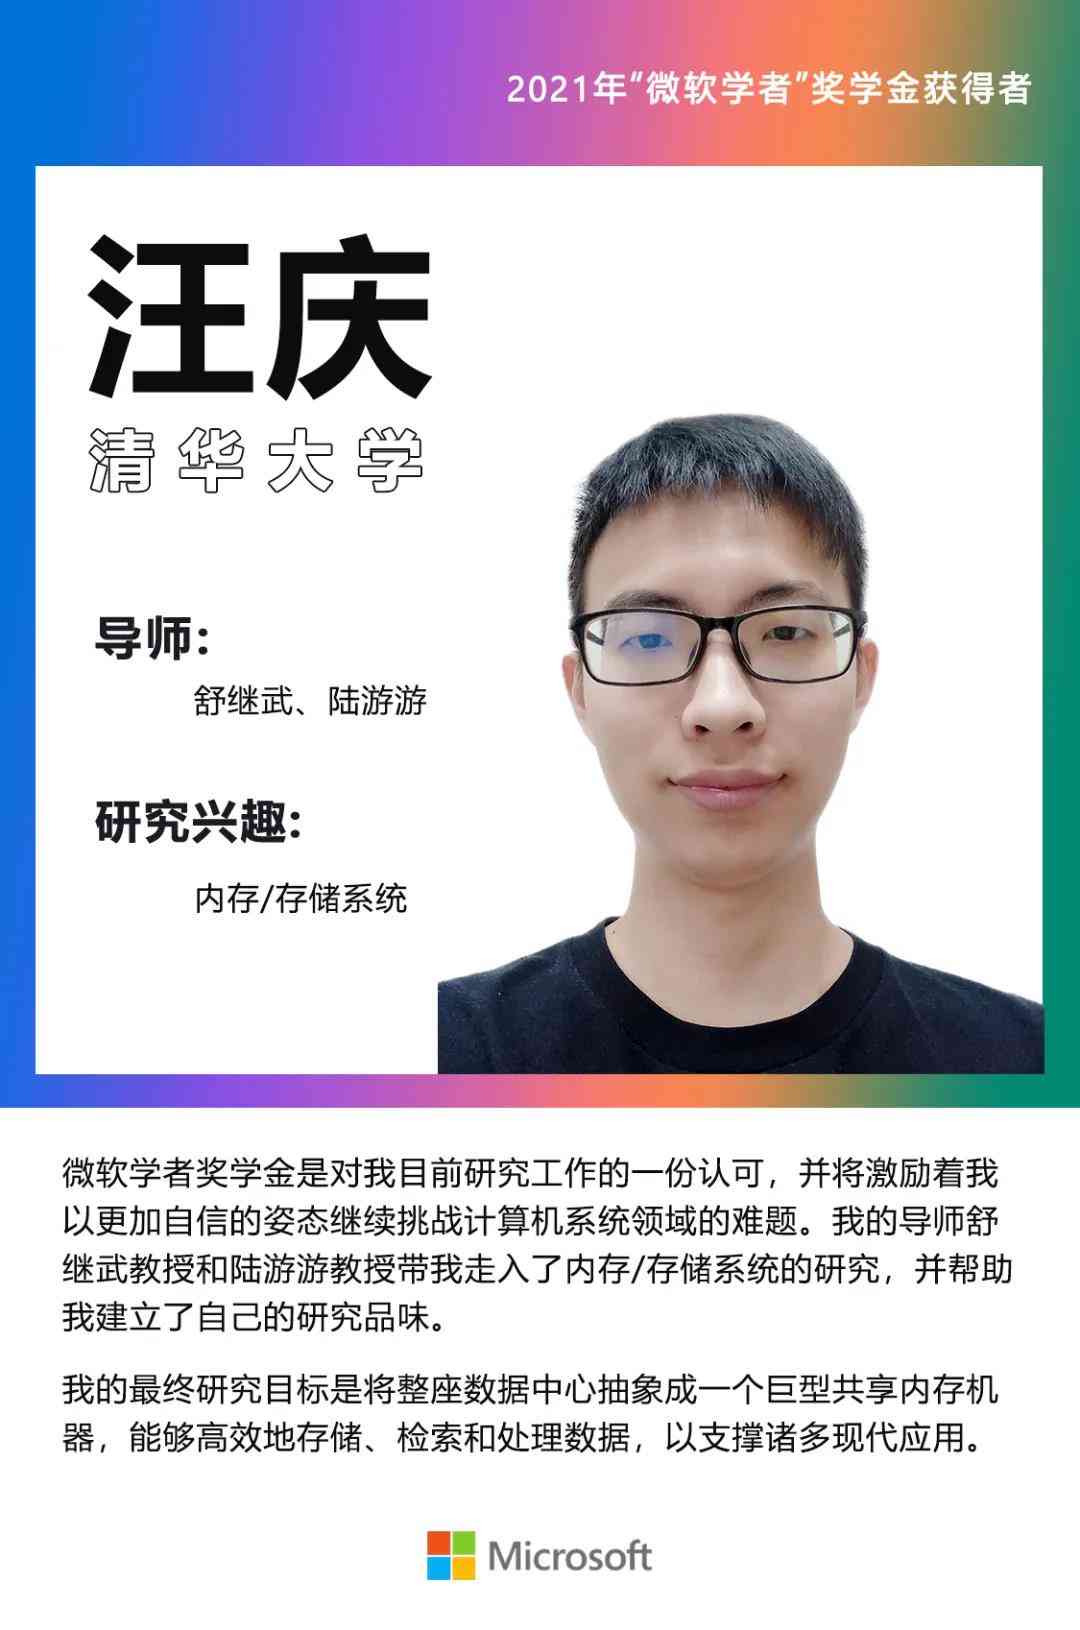 2021年“微软学者”奖学金获得者
汪庆
清华大学
导师:
舒继武、陆游游
研究兴趣:
内存/存储系统
微软学者奖学金是对我目前研究工作的一份认可，并将激励着我
以更加自信的姿态继续挑战计算机系统领域的难题。我的导师舒
继武教授和陆游游教授带我走入了内存/存储系统的研究，并帮助
我建立了自己的研究品味。
我的最终研究目标是将整座数据中心抽象成一个巨型共享内存机
器，能够高效地存储、检索和处理数据，以支撑诸多现代应用。
Microsoft